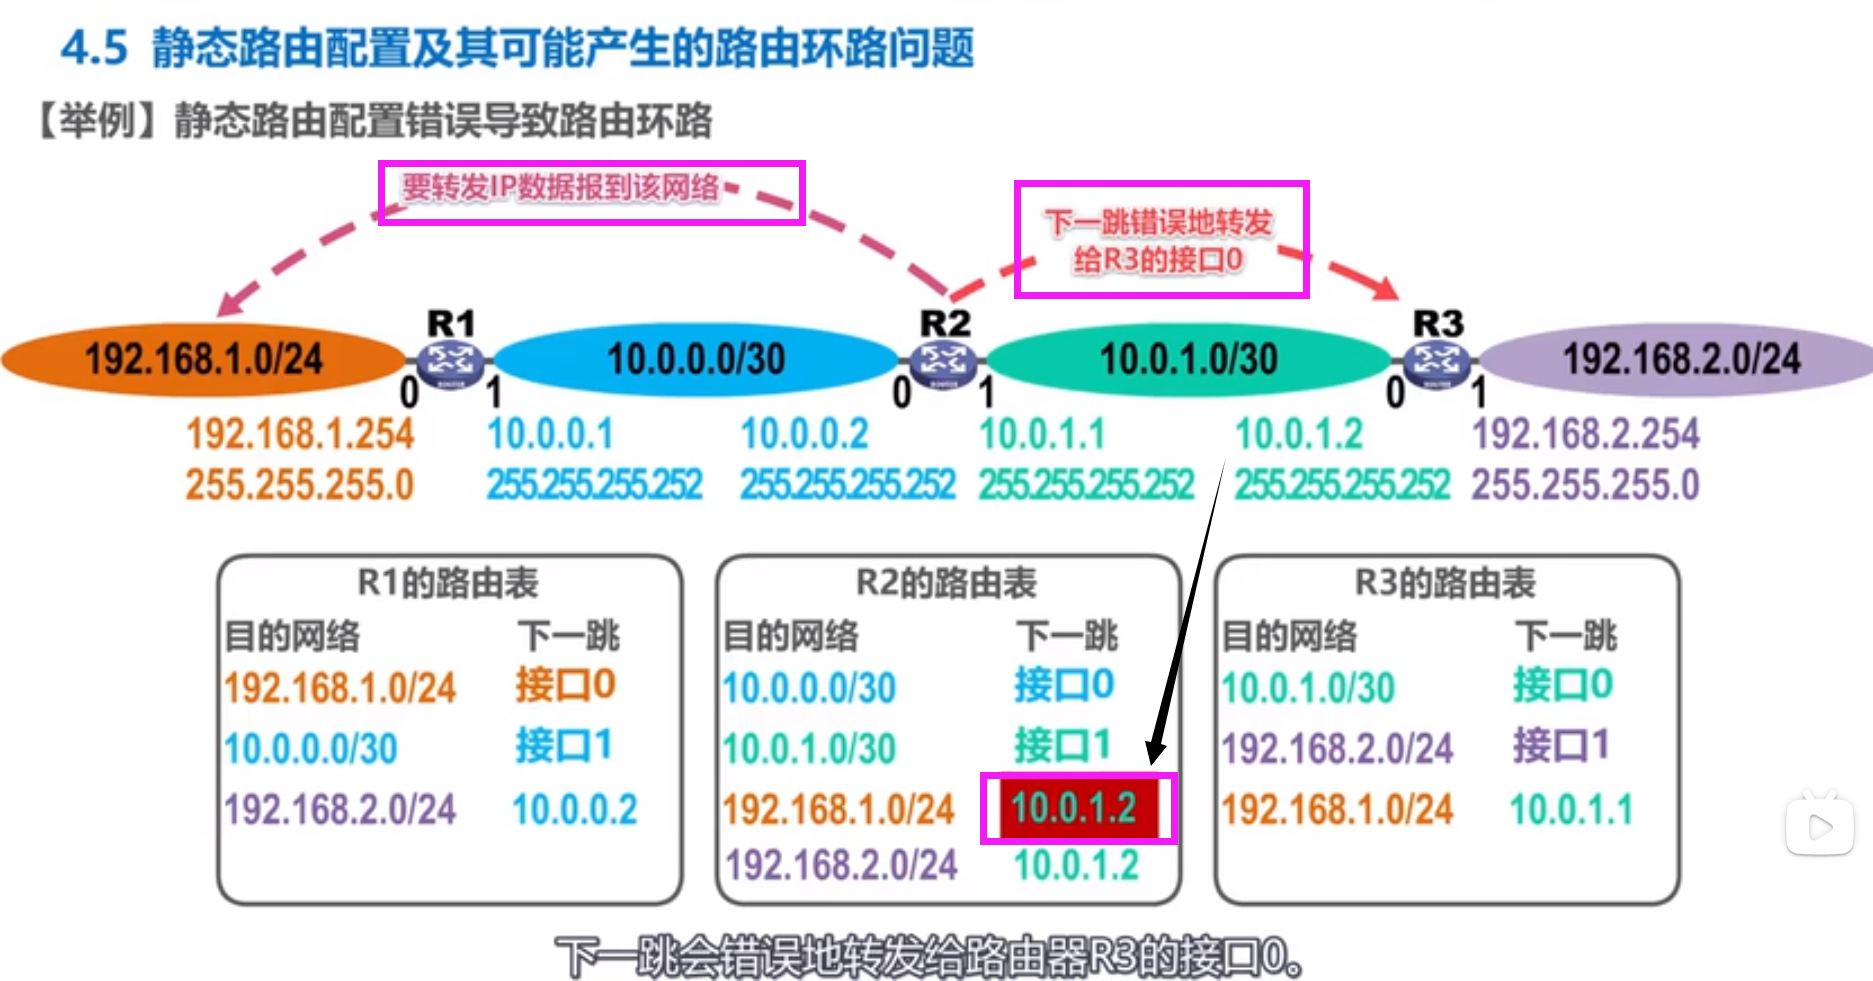 4.5 静态路由配置及其可能产生的路由环路问题
【举例】静态路由配置错误导致路由环路
要转发IP数据报到该网络
下一跳错误地转发
给R3的接口0
R1
R2
R3
192.168.1.0/24
10.0.0.0/30
10.0.1.0/30
192.168.2.0/24
0
1
0
1
0
1
192.168.1.254
255.255.255.0
10.0.0.1
255.255.255.252
10.0.0.2
255.255.255.252
10.0.1.1
255.255.255.252
10.0.1.2
255.255.255.252
192.168.2.254
255.255.255.0
R1的路由表
目的网络 下一跳
192.168.1.0/24 接口0
10.0.0.0/30 接口1
192.168.2.0/24 10.0.0.2
R2的路由表
目的网络 下一跳
10.0.0.0/30 接口0
10.0.1.0/30 接口1
192.168.1.0/24 10.0.1.2
192.168.2.0/24 10.0.1.2
R3的路由表
目的网络 下一跳
10.0.1.0/30 接口0
192.168.2.0/24 接口1
192.168.1.0/24 10.0.1.1
下一跳会错误地转发给路由器R3的接口0。